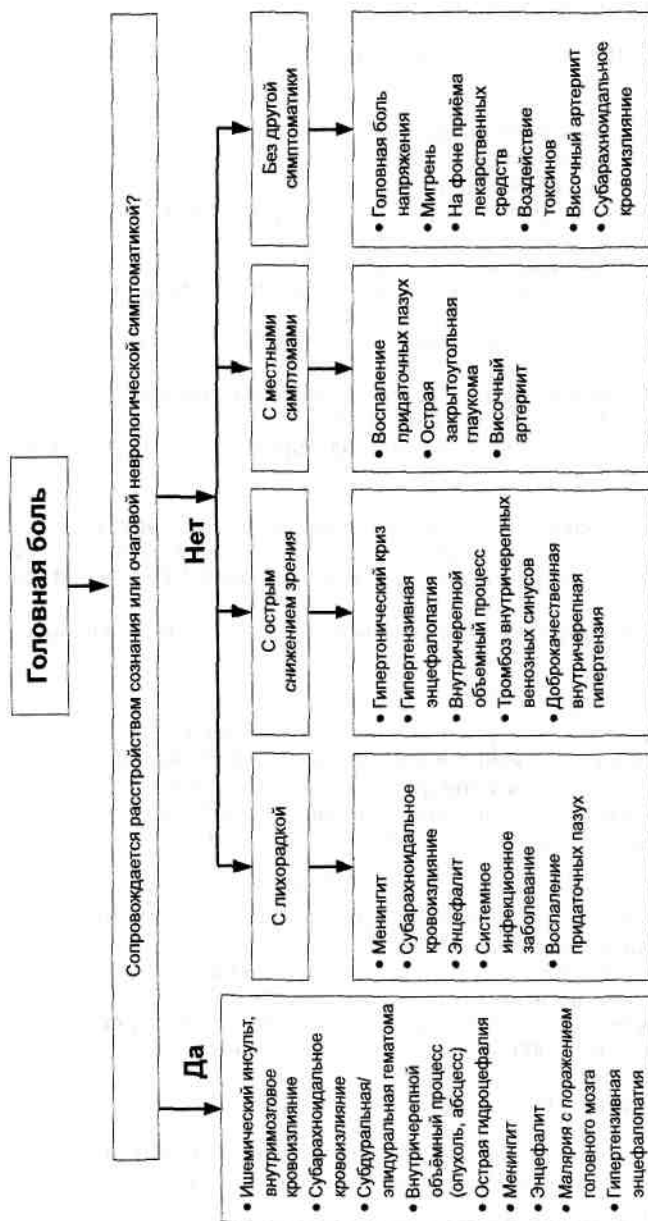 Головная боль
Сопровождается расстройством сознания или очаговой неврологической симптоматикой?
Да
Нет
• Ишемический инсульт,
внутримозговое
кровоизлияние
• Субарахноидальное
кровоизлияние
• Субдуральная/
эпидуральная гематома
• Внутричерепной
объёмный процесс
(опухоль, абсцесс)
• Острая гидроцефалия
• Менингит
• Энцефалит
• Малярия с поражением
головного мозга
• Гипертензивная
энцефалопатия
С лихорадкой
• Менингит
• Субарахноидальное
кровоизлияние
• Энцефалит
• Системное
инфекционное
заболевание
• Воспаление
придаточных пазух
С острым
снижением зрения
• Гипертонический криз
• Гипертензивная
энцефалопатия
• Внутричерепной
объемный процесс
• Тромбоз внутричерепных
венозных синусов
• Доброкачественная
внутричерепная
гипертензия
С местными
симптомами
• Воспаление
придаточных пазух
• Острая
закрытоугольная
глаукома
• Височный
артериит
Без другой
симптоматики
• Головная боль
напряжения
• Мигрень
• На фоне приёма
лекарственных
средств
• Воздействие
токсинов
• Височный артериит
• Субарахноидальное
кровоизлияние